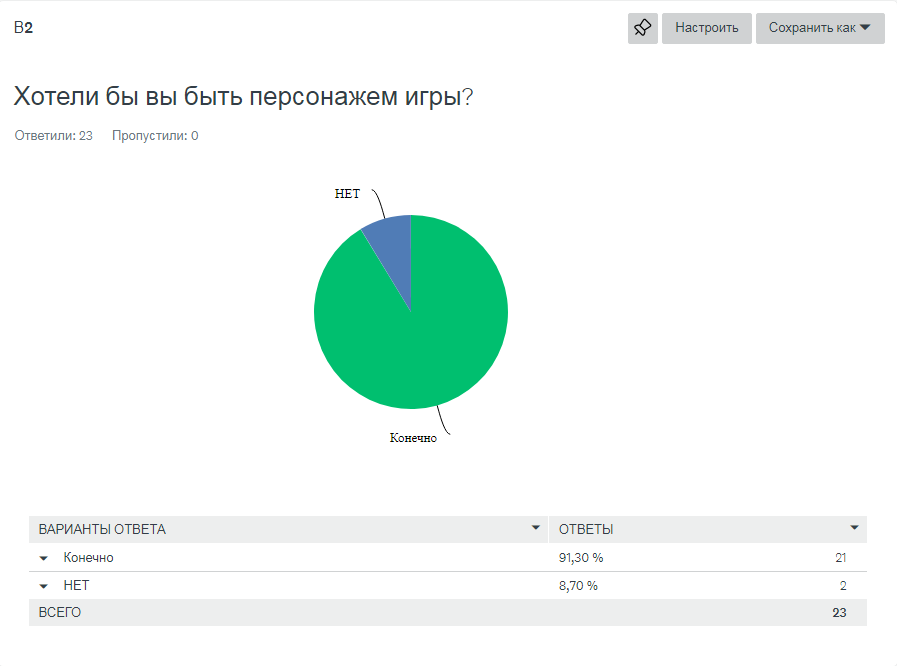 В2
Настроить
Сохранить как
Хотели бы вы быть персонажем игры?
Ответили: 23 Пропустили: 0
НЕТ
Конечно
ВАРИАНТЫ ОТВЕТА ОТВЕТЫ
Конечно 91,30 % 21
НЕТ 8,70 % 2
ВСЕГО 23